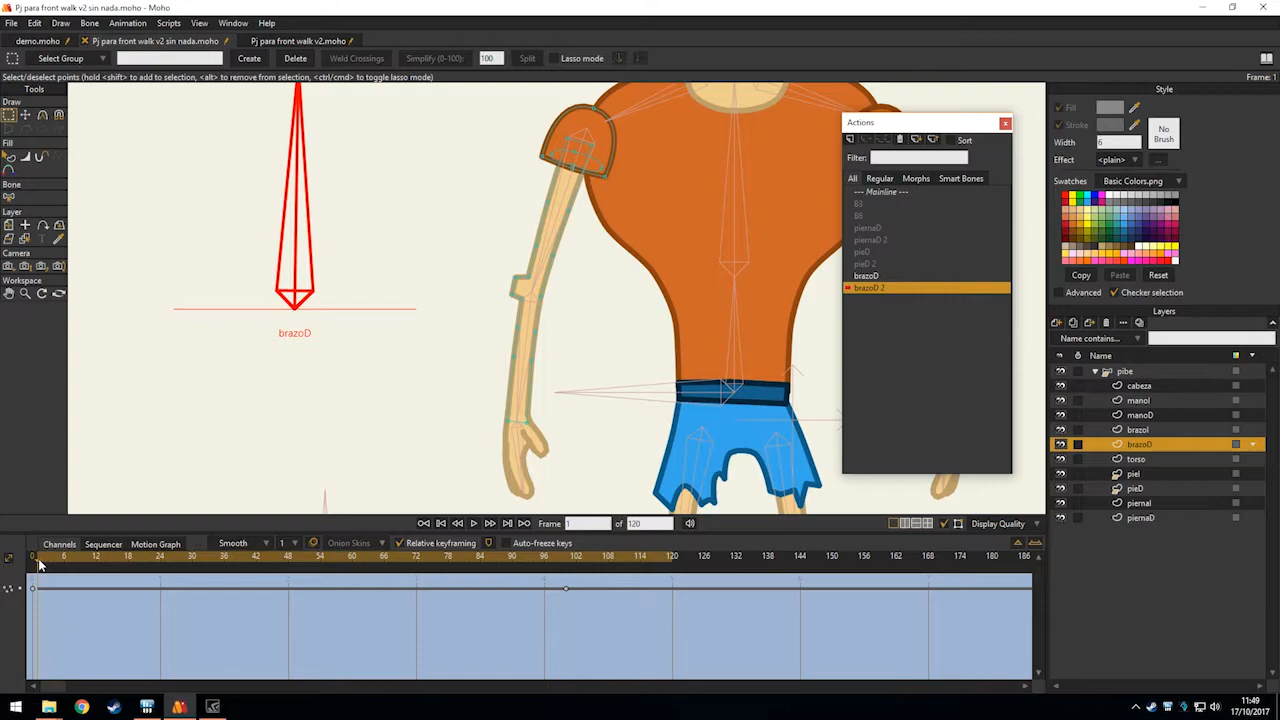 Pj para front walk v2 sin nada.moho - Moho
File Edit Draw Bone Animation Scripts View Window Help
demo.moho Pj para front walk v2 sin nada.moho Pj para front walk v2.moho
Select Group Create Delete Weld Crossings Simplify (0-100): 100 Split Lasso mode
Select/deselect points (hold <shift> to add to selection, <alt> to remove from selection, <ctrl/cmd> to toggle lasso mode) Frame: 1
Tools
Draw
Fill
Bone
Layer
Camera
Workspace
brazoD
Actions
Sort
Filter:
All Regular Morphs Smart Bones
--- Mainline ---
B3
B6
piernaD
piernaD 2
pieD
pieD 2
brazoD
brazoD 2
Style
Fill
Stroke
No Brush
Width 6
Effect <plain> ...
Swatches Basic Colors.png
Copy Paste Reset
Advanced Checker selection
Layers
Name contains...
Name
pibe
cabeza
manoI
manoD
brazoI
brazoD
torso
pieI
pieD
piernaI
piernaD
Frame 1 of 120 Display Quality
Channels Sequencer Motion Graph Smooth 1 Onion Skins Relative keyframing Auto-freeze keys
0 6 12 18 24 30 36 42 48 54 60 66 72 78 84 90 96 102 108 114 120 126 132 138 144 150 156 162 168 174 180 186
11:49
17/10/2017